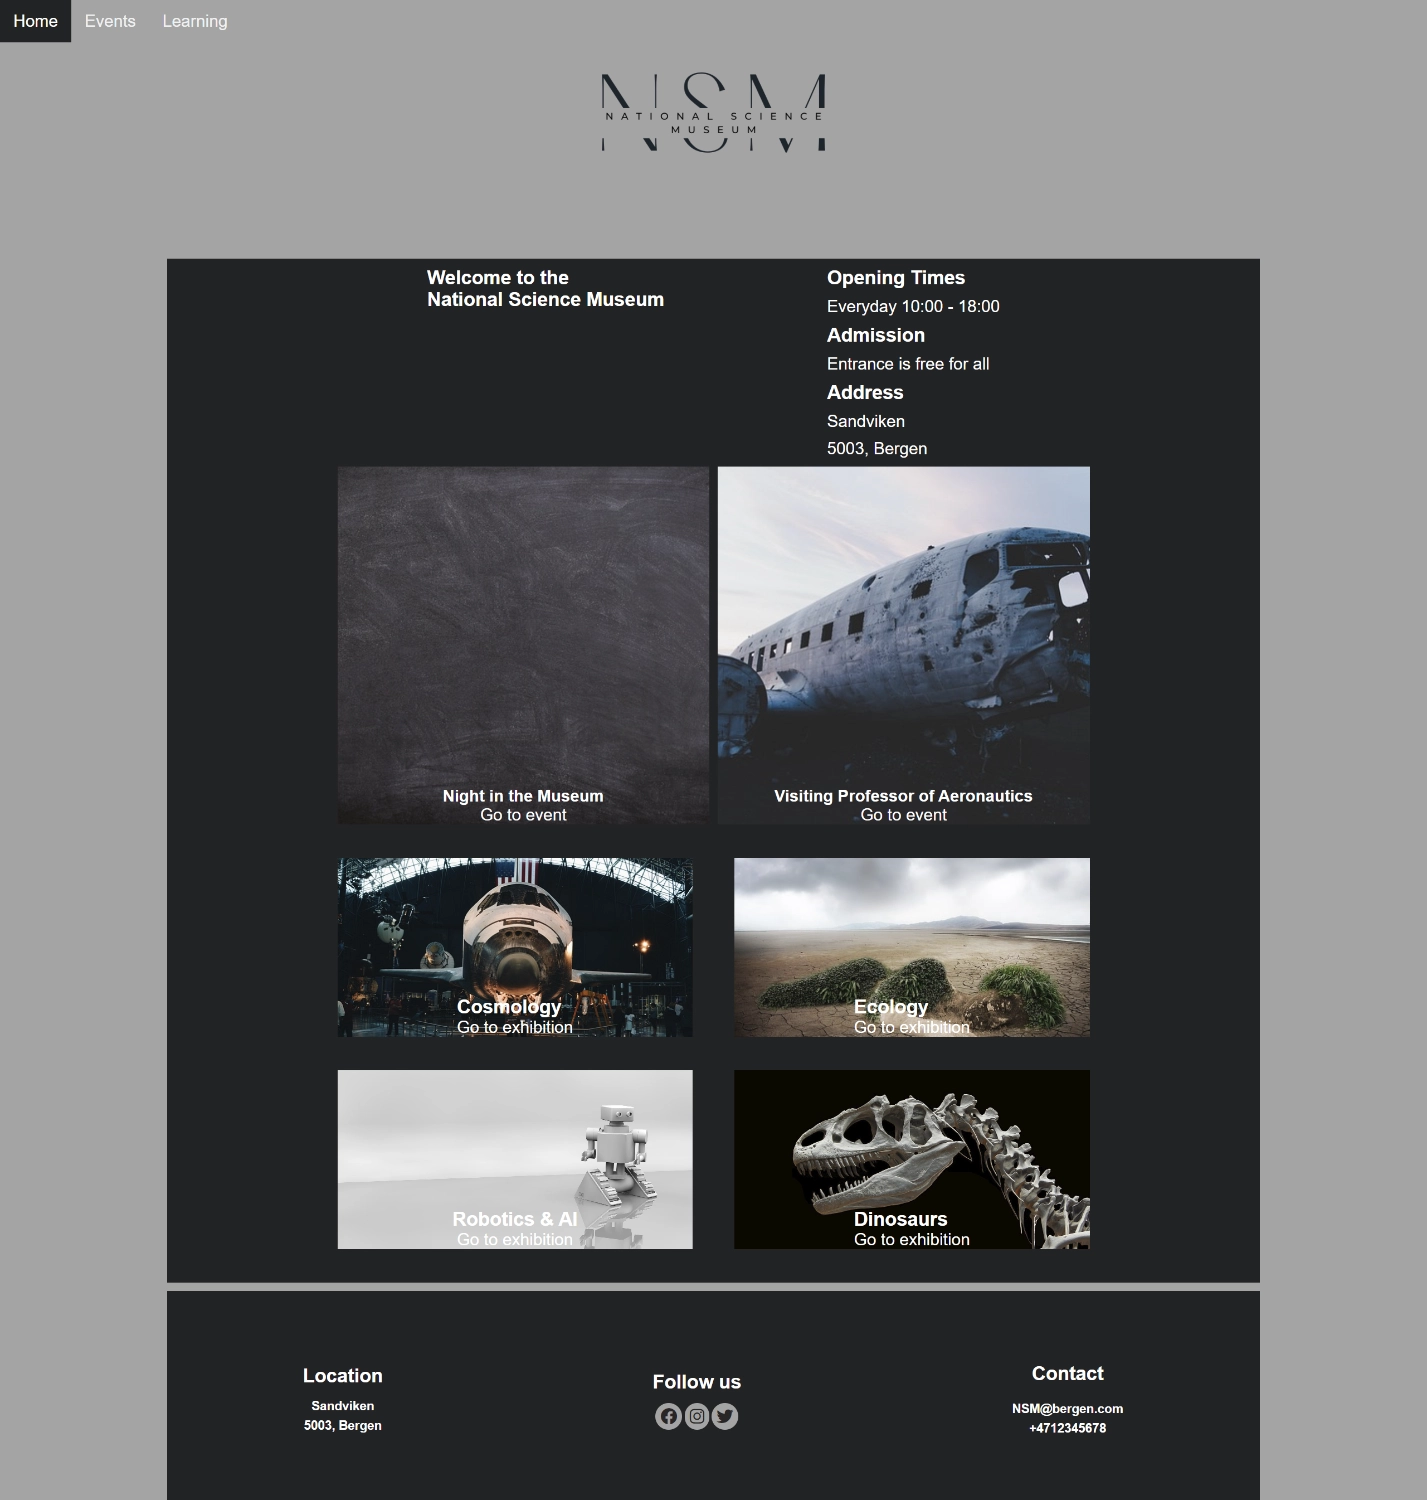 Home Events Learning
NSM
NATIONAL SCIENCE
MUSEUM
Welcome to the
National Science Museum
Opening Times
Everyday 10:00 - 18:00
Admission
Entrance is free for all
Address
Sandviken
5003, Bergen
Night in the Museum
Go to event
Visiting Professor of Aeronautics
Go to event
Cosmology
Go to exhibition
Ecology
Go to exhibition
Robotics & AI
Go to exhibition
Dinosaurs
Go to exhibition
Location
Sandviken
5003, Bergen
Follow us
Contact
NSM@bergen.com
+4712345678